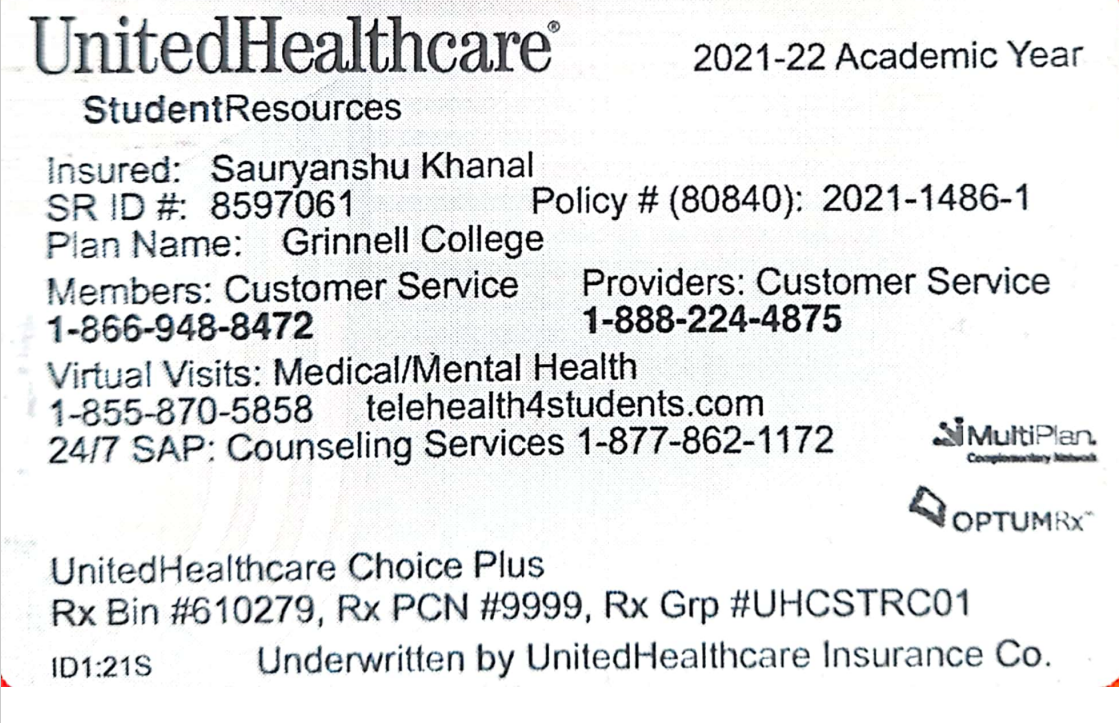 UnitedHealthcare®
2021-22 Academic Year
StudentResources
Insured: Sauryanshu Khanal
SR ID #: 8597061 Policy # (80840): 2021-1486-1
Plan Name: Grinnell College
Members: Customer Service Providers: Customer Service
1-866-948-8472 1-888-224-4875
Virtual Visits: Medical/Mental Health
1-855-870-5858 telehealth4students.com
24/7 SAP: Counseling Services 1-877-862-1172
MultiPlan.
Complementary Network
OPTUMRx™
UnitedHealthcare Choice Plus
Rx Bin #610279, Rx PCN #9999, Rx Grp #UHCSTRC01
ID1:21S Underwritten by UnitedHealthcare Insurance Co.